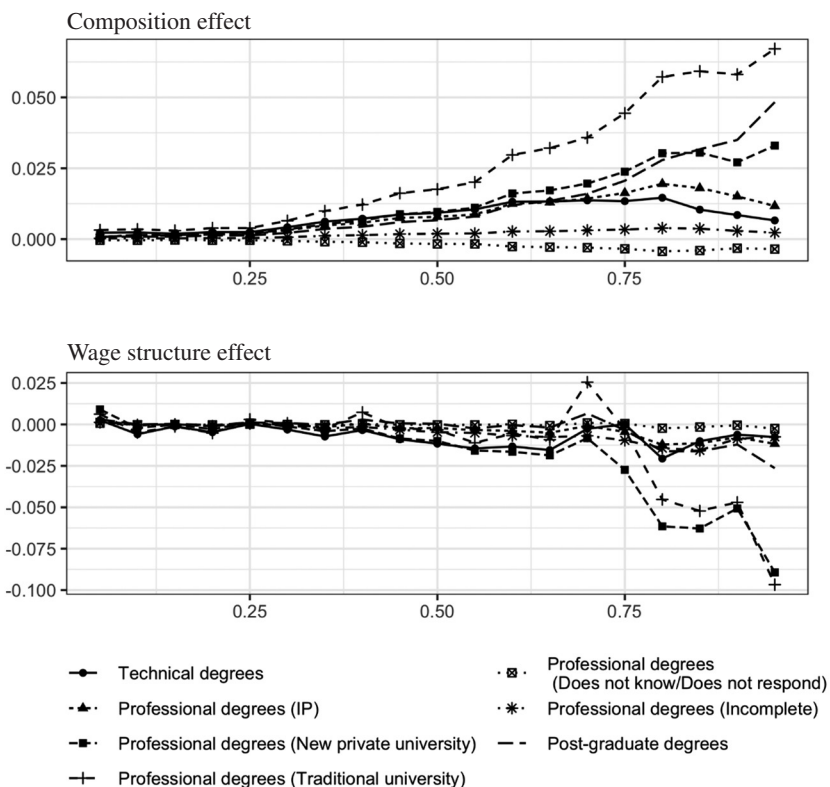 Composition effect
0.050
0.025
0.000
0.25 0.50 0.75
Wage structure effect
0.025
0.000
-0.025
-0.050
-0.075
-0.100
0.25 0.50 0.75
Technical degrees
Professional degrees (IP)
Professional degrees (New private university)
Professional degrees (Traditional university)
Professional degrees
(Does not know/Does not respond)
Professional degrees (Incomplete)
Post-graduate degrees